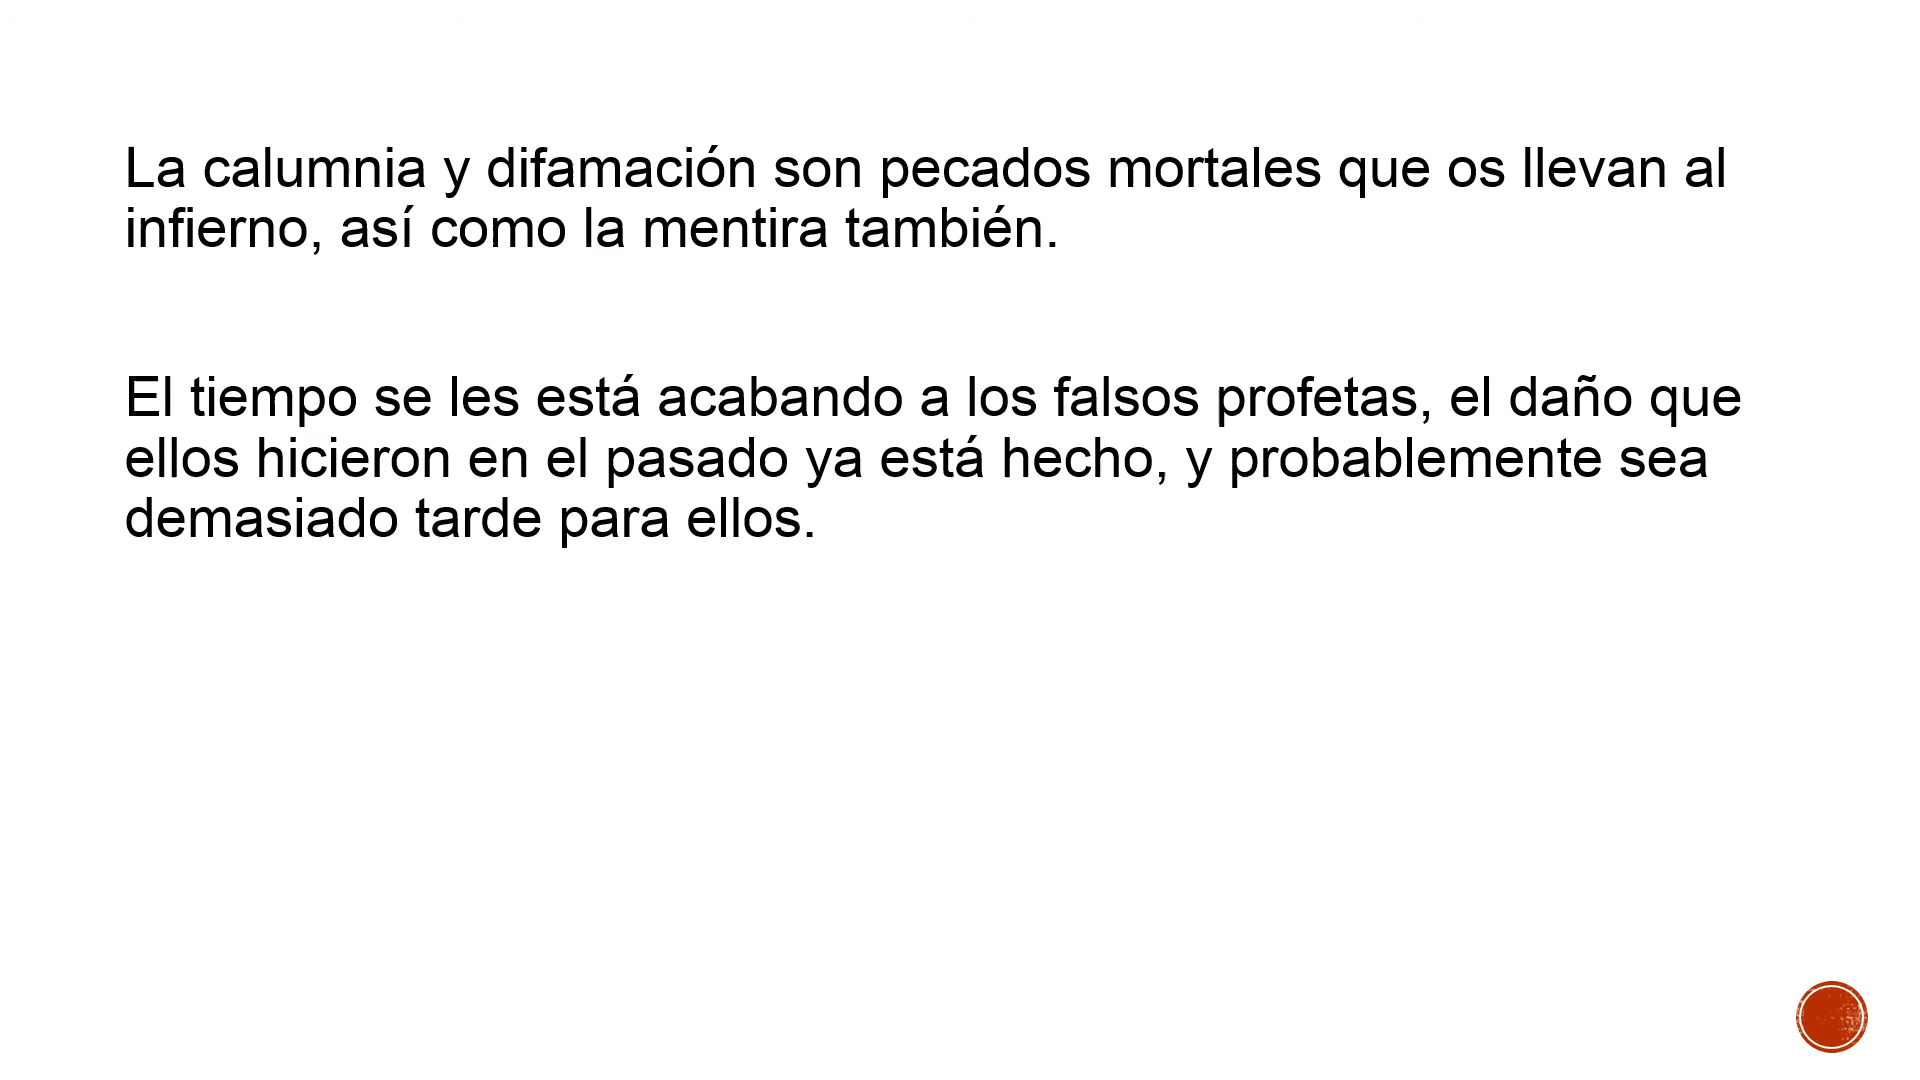 La calumnia y difamación son pecados mortales que os llevan al
infierno, así como la mentira también.
El tiempo se les está acabando a los falsos profetas, el daño que
ellos hicieron en el pasado ya está hecho, y probablemente sea
demasiado tarde para ellos.